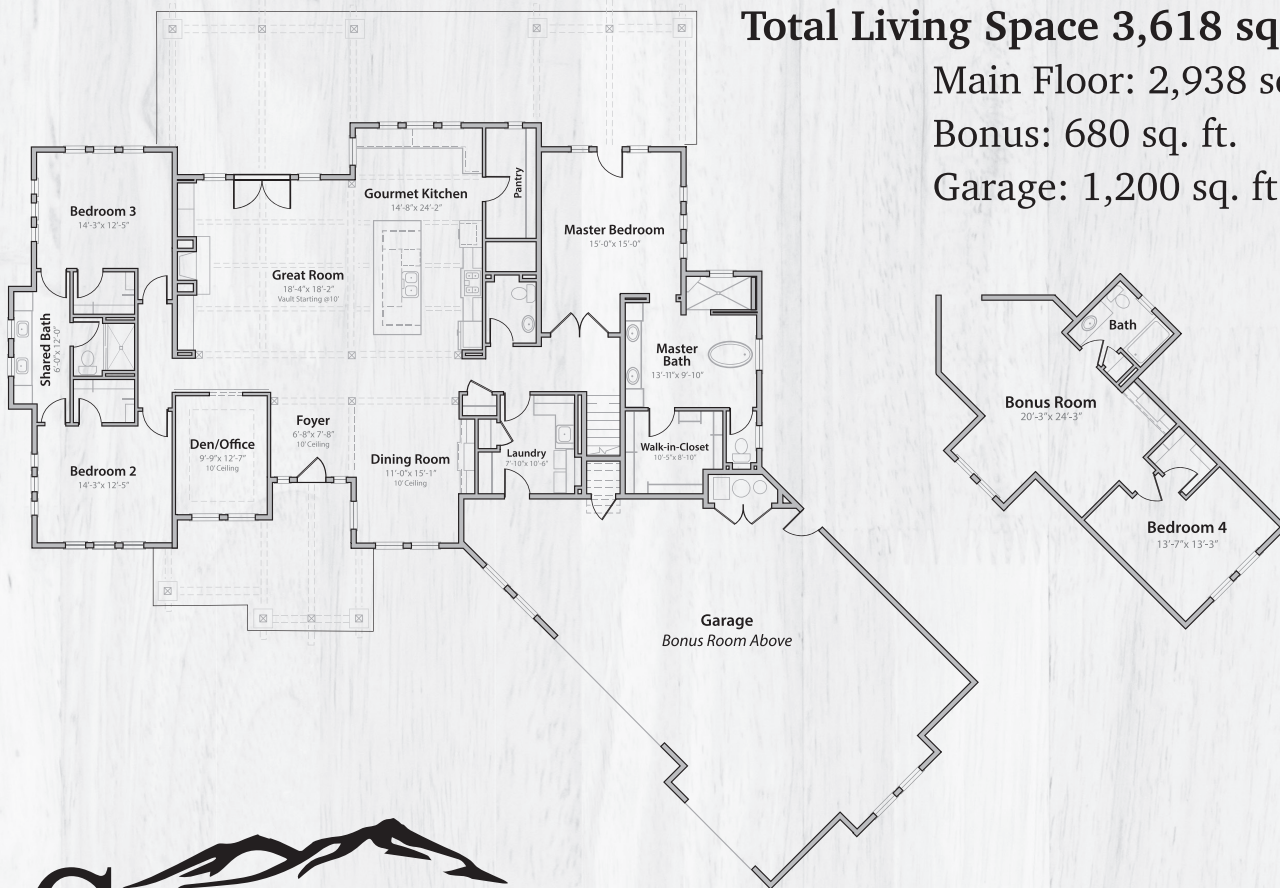 Total Living Space 3,618 sq
Main Floor: 2,938 s
Bonus: 680 sq. ft.
Garage: 1,200 sq. ft
Bedroom 3
14'-3"x 12'-5"
Gourmet Kitchen
14'-8"x 24'-2"
Pantry
Master Bedroom
15'-0"x 15'-0"
Great Room
18'-4"x 18'-2"
Vault Starting @10'
Shared Bath
6'-0"x 12'-0"
Master
Bath
13'-11"x 9'-10"
Bath
Bonus Room
20'-3"x 24'-3"
Foyer
6'-8"x 7'-8"
10' Ceiling
Den/Office
9'-9"x 12'-7"
10' Ceiling
Dining Room
11'-0"x 15'-1"
10' Ceiling
Laundry
7'-10"x 10'-6"
Walk-in-Closet
10'-5"x 8'-10"
Bedroom 2
14'-3"x 12'-5"
Bedroom 4
13'-7"x 13'-3"
Garage
Bonus Room Above